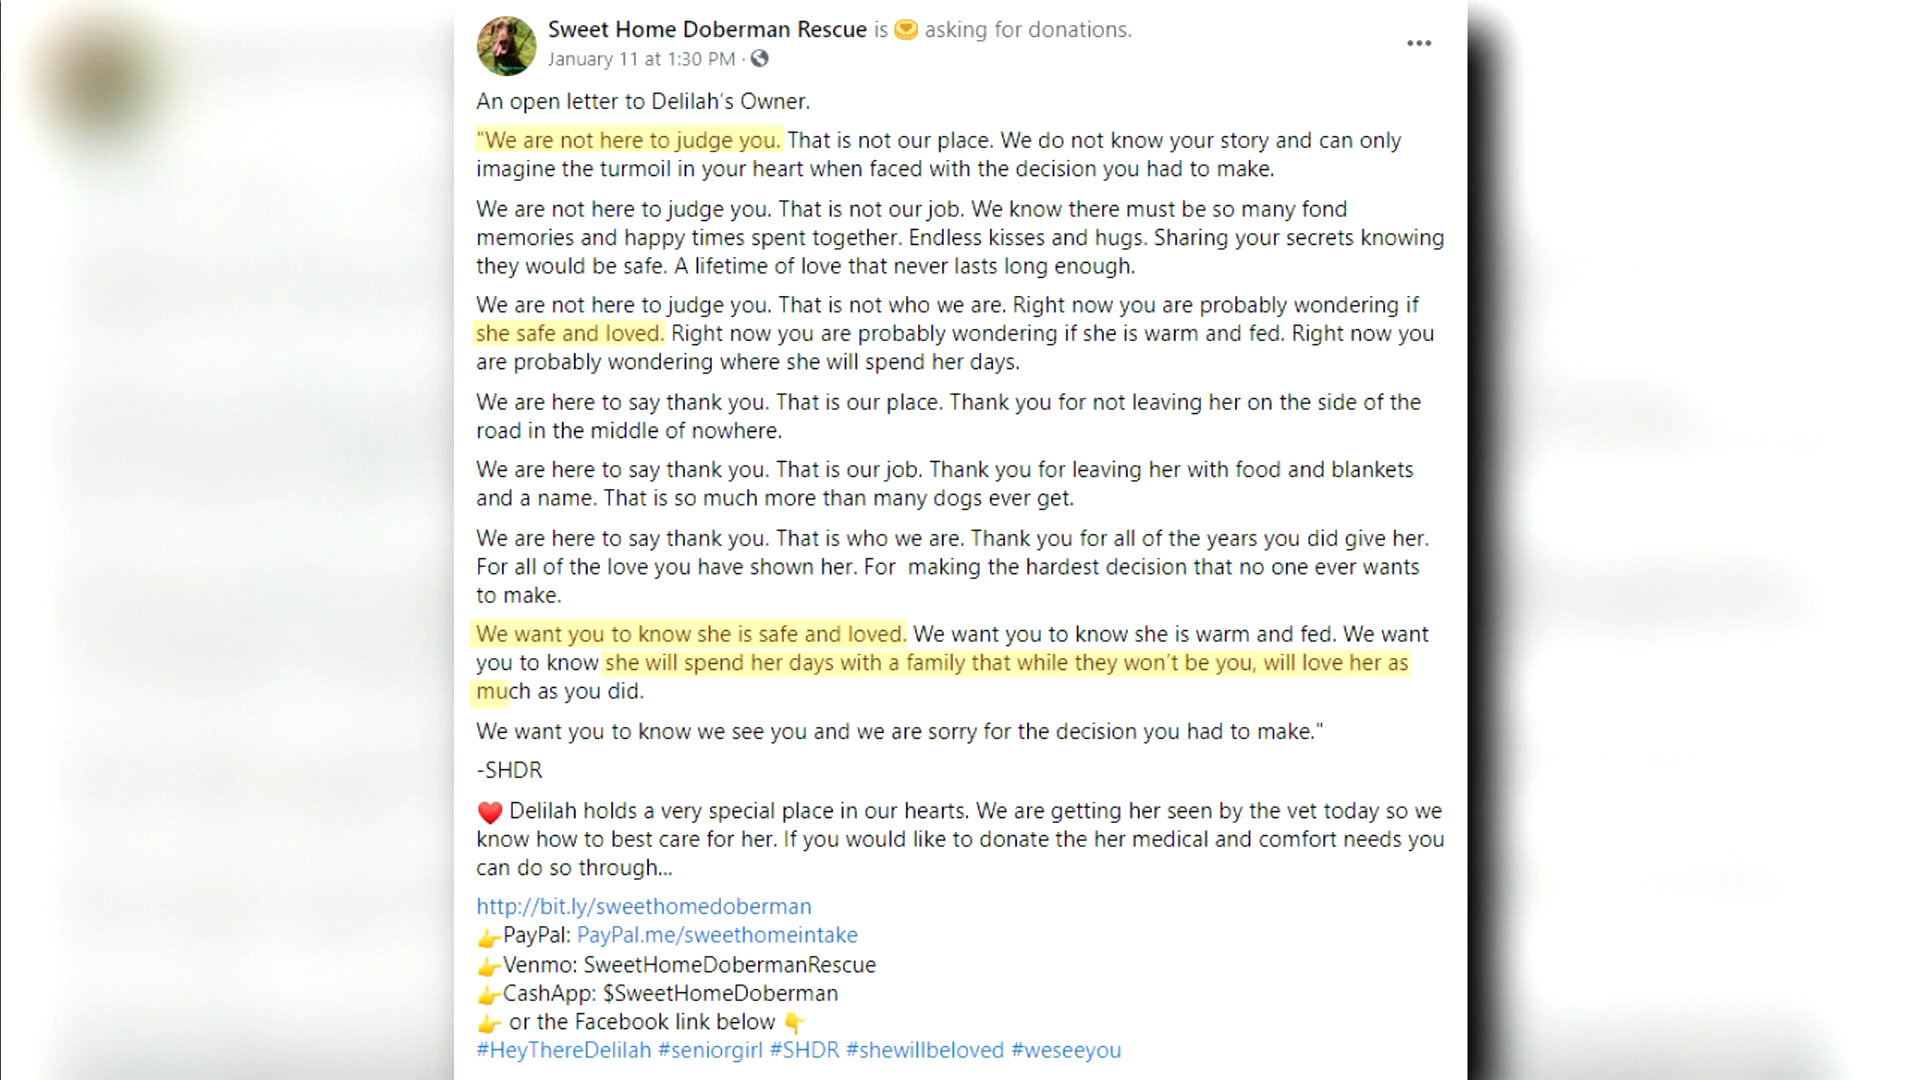 Sweet Home Doberman Rescue is asking for donations.
January 11 at 1:30 PM ·
An open letter to Delilah's Owner.
"We are not here to judge you. That is not our place. We do not know your story and can only
imagine the turmoil in your heart when faced with the decision you had to make.
We are not here to judge you. That is not our job. We know there must be so many fond
memories and happy times spent together. Endless kisses and hugs. Sharing your secrets knowing
they would be safe. A lifetime of love that never lasts long enough.
We are not here to judge you. That is not who we are. Right now you are probably wondering if
she safe and loved. Right now you are probably wondering if she is warm and fed. Right now you
are probably wondering where she will spend her days.
We are here to say thank you. That is our place. Thank you for not leaving her on the side of the
road in the middle of nowhere.
We are here to say thank you. That is our job. Thank you for leaving her with food and blankets
and a name. That is so much more than many dogs ever get.
We are here to say thank you. That is who we are. Thank you for all of the years you did give her.
For all of the love you have shown her. For making the hardest decision that no one ever wants
to make.
We want you to know she is safe and loved. We want you to know she is warm and fed. We want
you to know she will spend her days with a family that while they won't be you, will love her as
much as you did.
We want you to know we see you and we are sorry for the decision you had to make."
-SHDR
❤️ Delilah holds a very special place in our hearts. We are getting her seen by the vet today so we
know how to best care for her. If you would like to donate the her medical and comfort needs you
can do so through...
http://bit.ly/sweethomedoberman
👉PayPal: PayPal.me/sweethomeintake
👉Venmo: SweetHomeDobermanRescue
👉CashApp: $SweetHomeDoberman
👉 or the Facebook link below 👇
#HeyThereDelilah #seniorgirl #SHDR #shewillbeloved #weseeyou